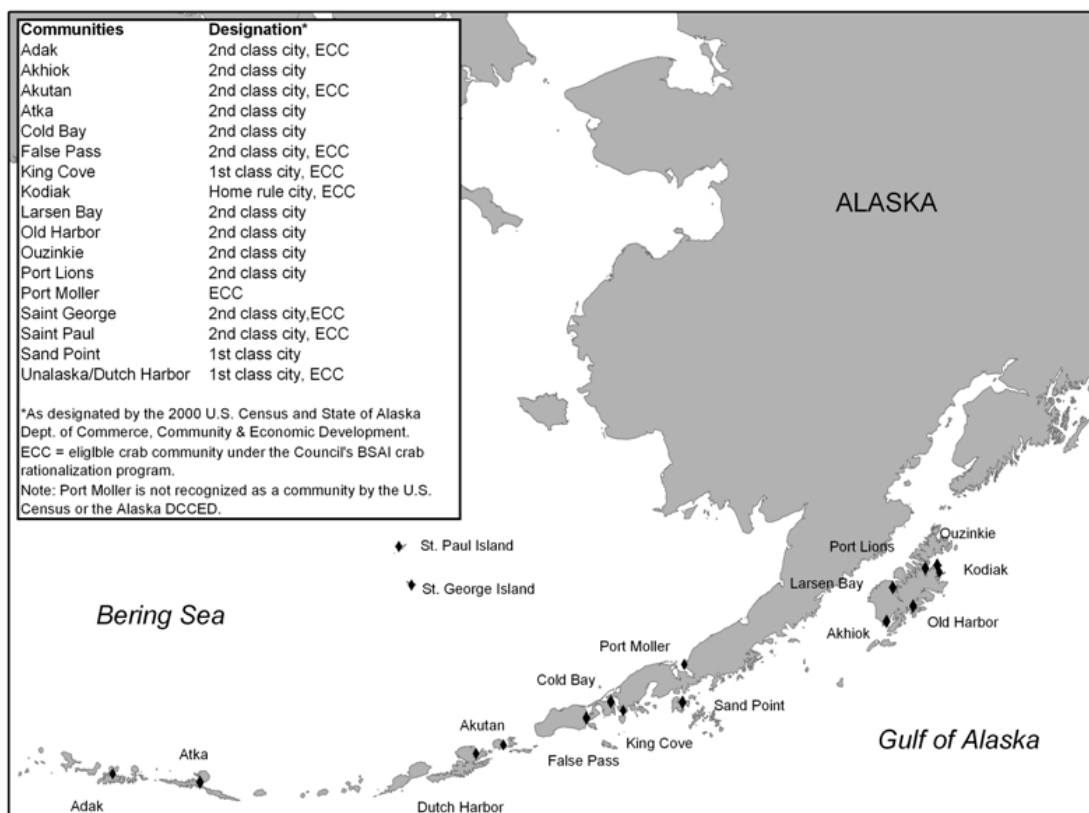 Communities Designation*
Adak 2nd class city, ECC
Akhiok 2nd class city
Akutan 2nd class city, ECC
Atka 2nd class city
Cold Bay 2nd class city
False Pass 2nd class city, ECC
King Cove 1st class city, ECC
Kodiak Home rule city, ECC
Larsen Bay 2nd class city
Old Harbor 2nd class city
Ouzinkie 2nd class city
Port Lions 2nd class city
Port Moller ECC
Saint George 2nd class city,ECC
Saint Paul 2nd class city, ECC
Sand Point 1st class city
Unalaska/Dutch Harbor 1st class city, ECC
*As designated by the 2000 U.S. Census and State of Alaska
Dept. of Commerce, Community & Economic Development.
ECC = eligible crab community under the Council's BSAI crab
rationalization program.
Note: Port Moller is not recognized as a community by the U.S.
Census or the Alaska DCCED.
ALASKA
Ouzinkie
Port Lions
St. Paul Island
Kodiak
Larsen Bay
St. George Island
Bering Sea
Old Harbor
Akhiok
Port Moller
Cold Bay
Sand Point
Akutan
King Cove
Gulf of Alaska
Atka
False Pass
Adak
Dutch Harbor